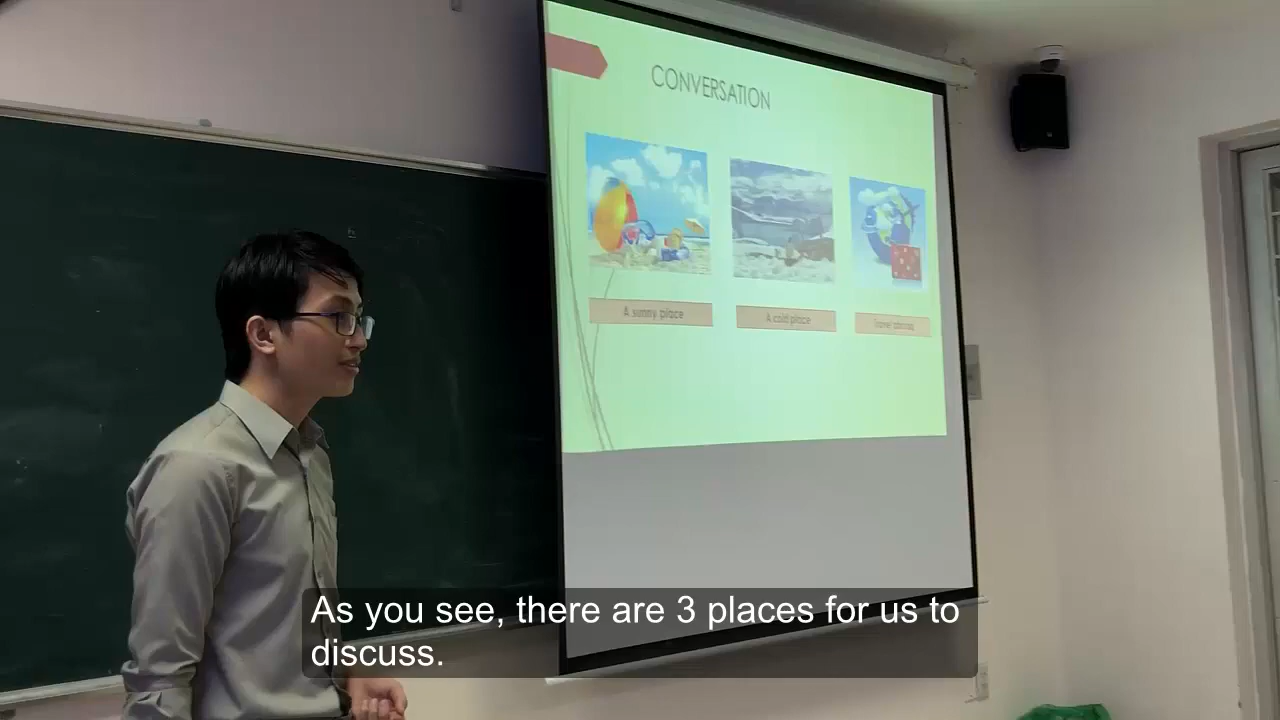 CONVERSATION
A sunny place
A cold place
As you see, there are 3 places for us to
discuss.